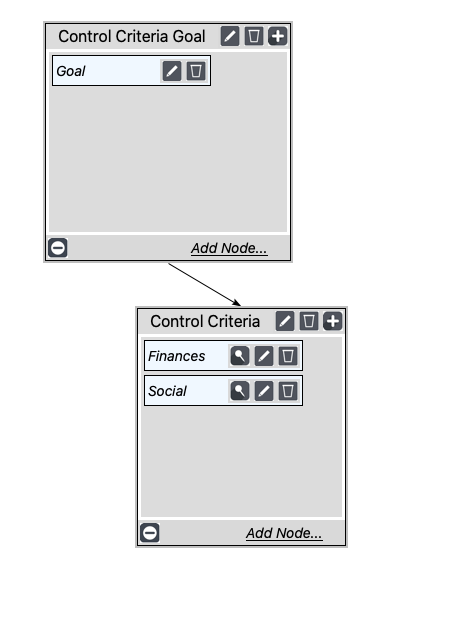 Control Criteria Goal
Goal
Add Node...
Control Criteria
Finances
Social
Add Node...